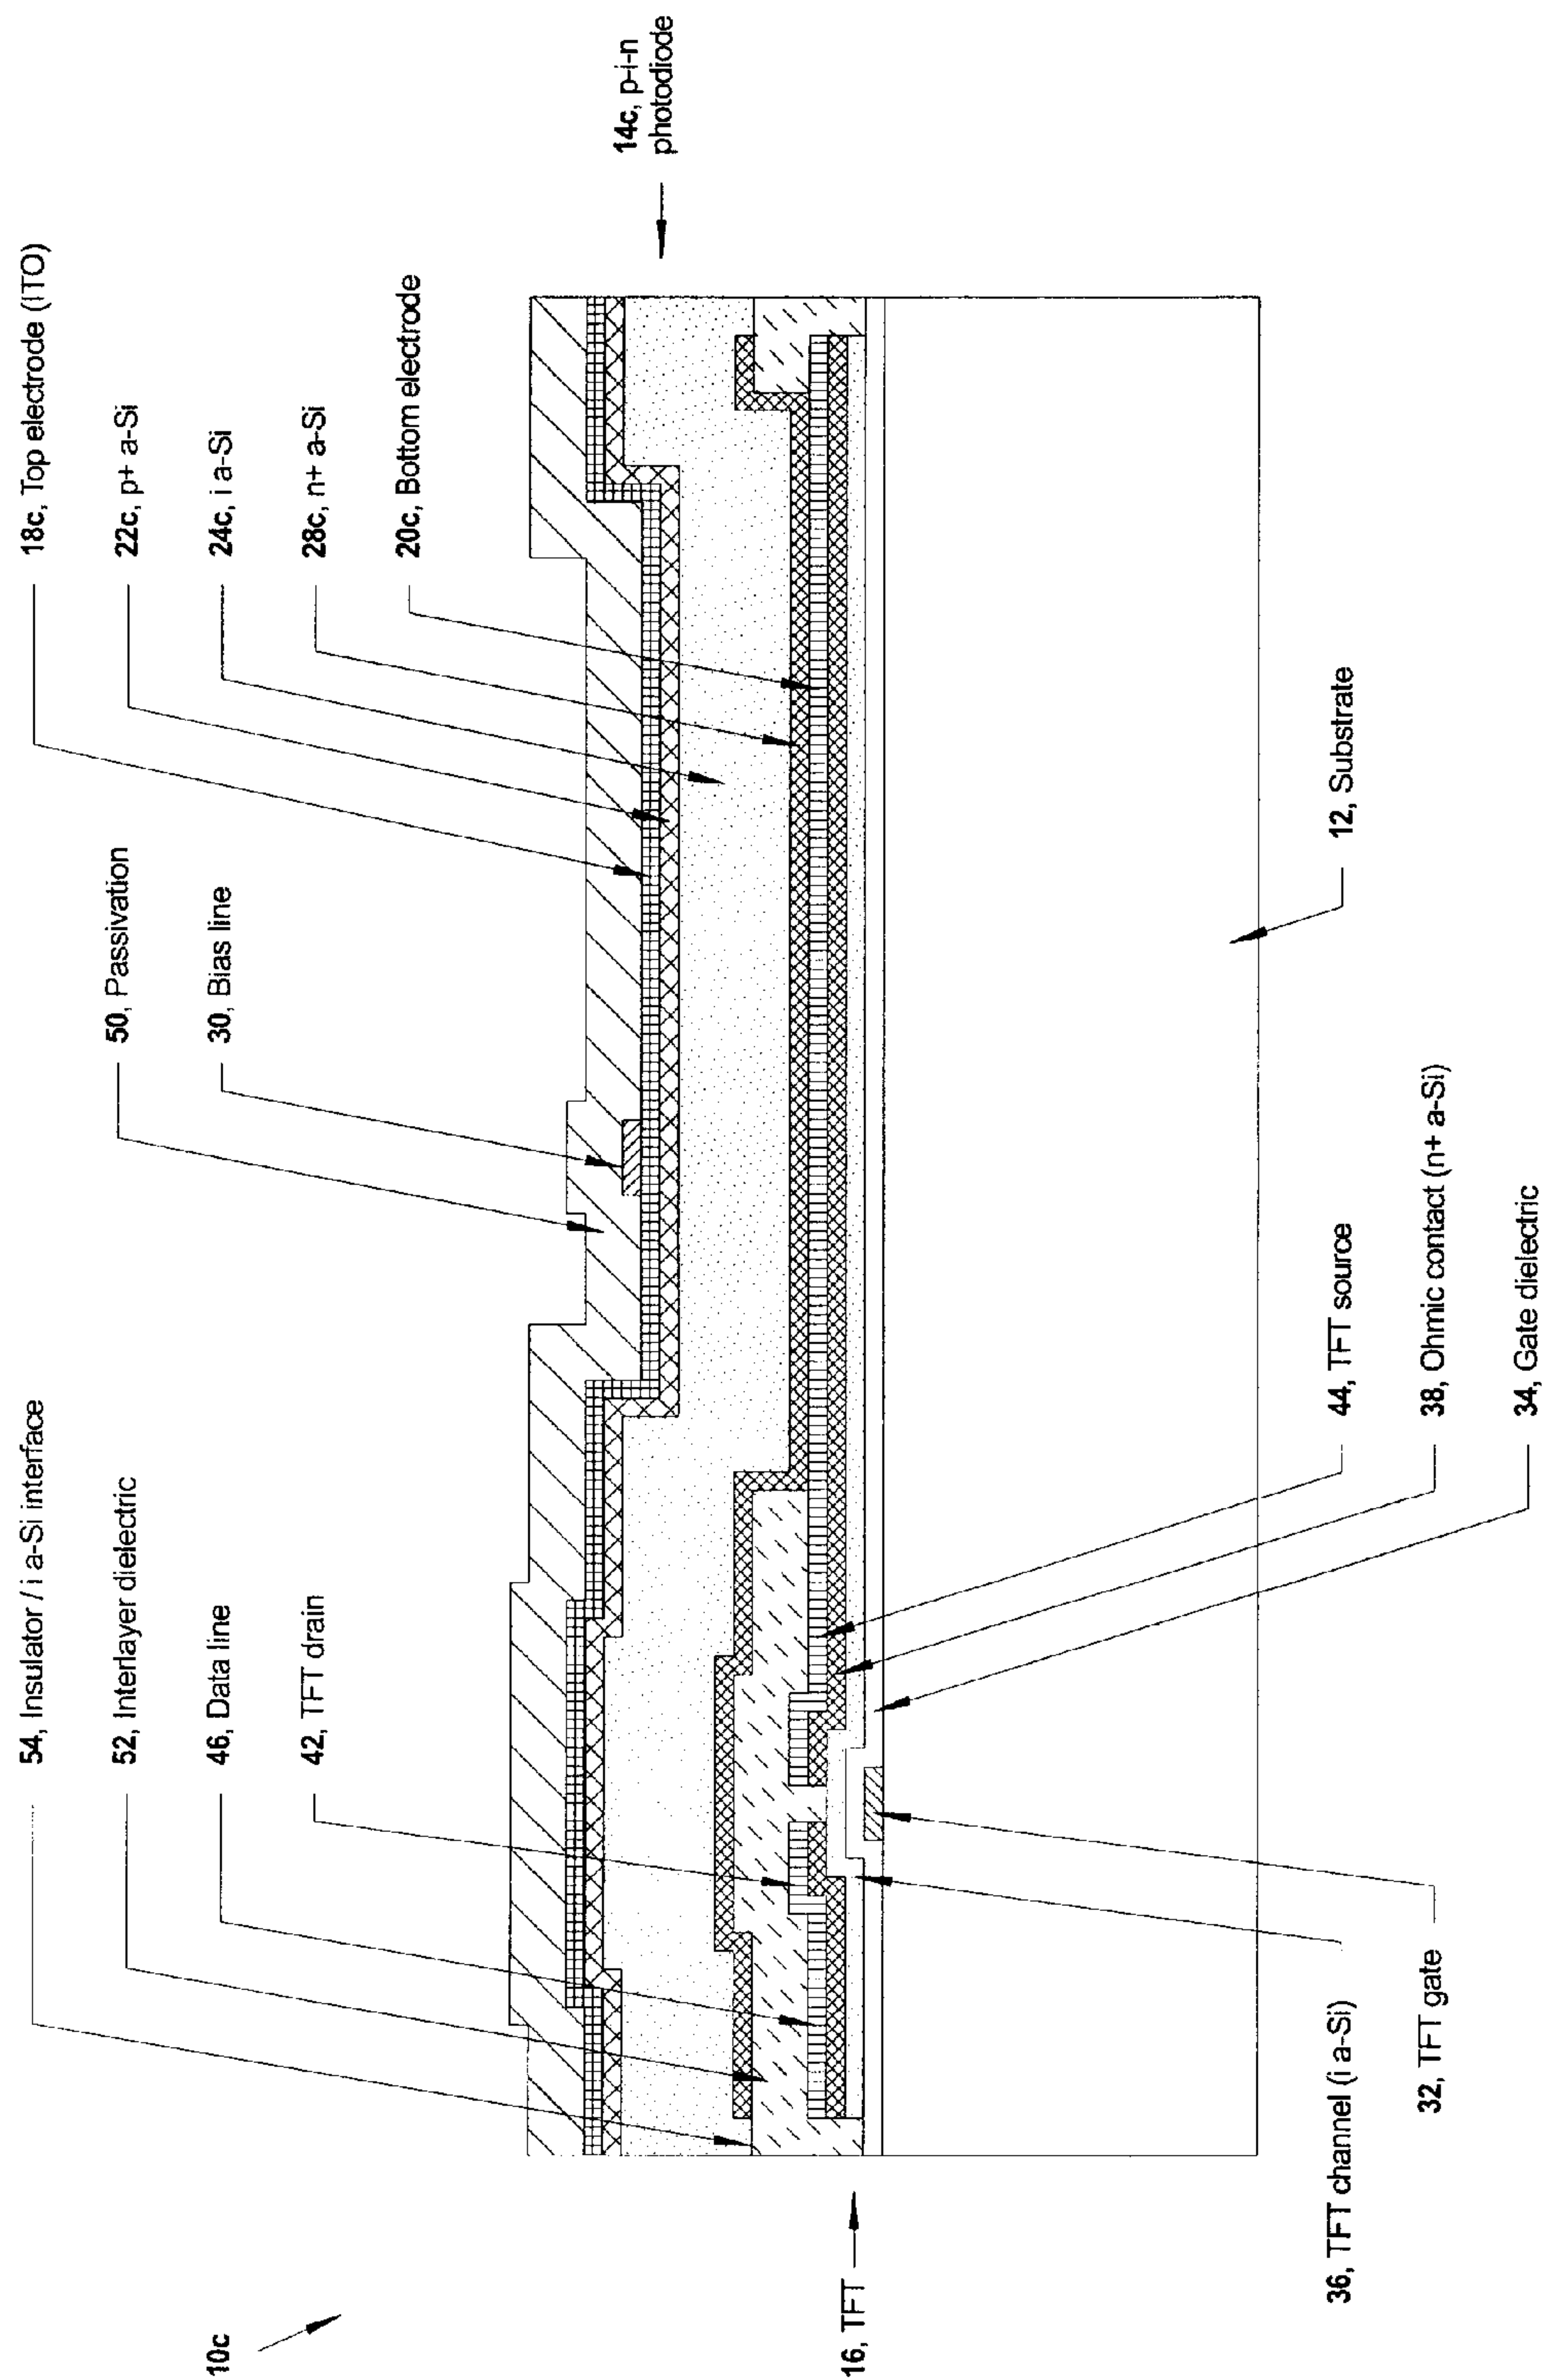 10c
54, Insulator / i a-Si interface
52, Interlayer dielectric
46, Data line
42, TFT drain
50, Passivation
30, Bias line
18c, Top electrode (ITO)
22c, p+ a-Si
24c, i a-Si
28c, n+ a-Si
20c, Bottom electrode
14c, p-i-n
photodiode
16, TFT
36, TFT channel (i a-Si)
32, TFT gate
44, TFT source
38, Ohmic contact (n+ a-Si)
34, Gate dielectric
12, Substrate